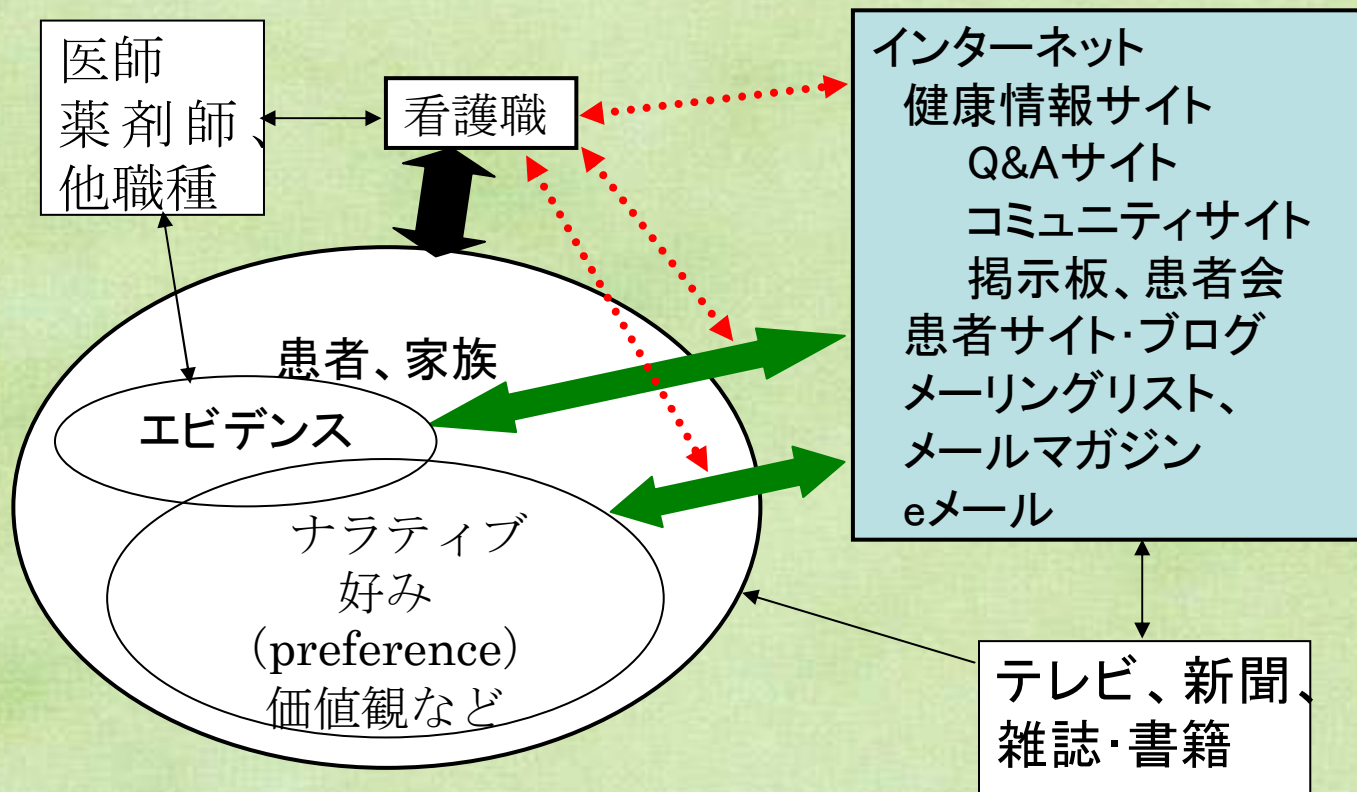 医師
薬剤師、
他職種
看護職
インターネット
健康情報サイト
Q&Aサイト
コミュニティサイト
掲示板、患者会
患者サイト・ブログ
メーリングリスト、
メールマガジン
eメール
患者、家族
エビデンス
ナラティブ
好み
(preference)
価値観など
テレビ、新聞、
雑誌・書籍